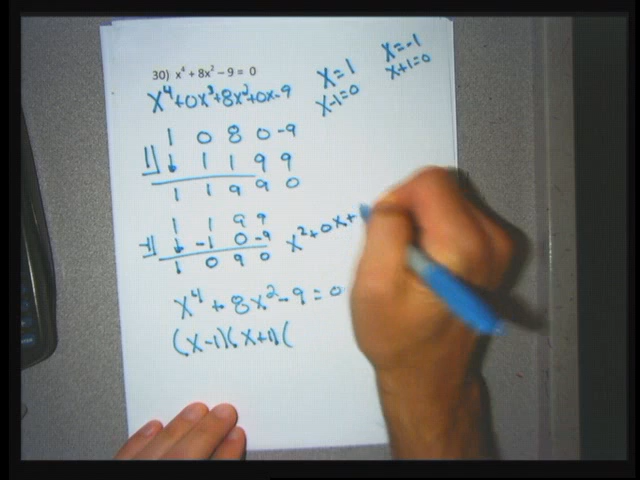 30) x⁴ + 8x² – 9 = 0
x⁴+0x³+8x²+0x-9
x=1
x-1=0
x=-1
x+1=0
1 0 8 0 -9
1| ↓ 1 1 9 9
1 1 9 9 0
1 1 9 9
-1| ↓ -1 0 -9
1 0 9 0
x²+0x+
x⁴ + 8x² - 9 = 0
(x-1)(x+1)(